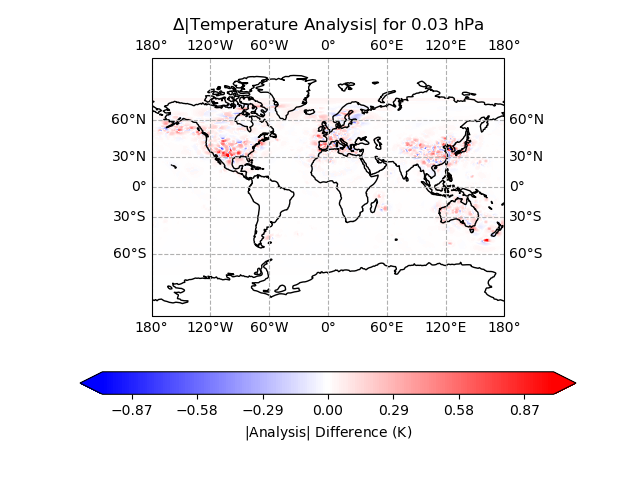 Δ|Temperature Analysis| for 0.03 hPa
180° 120°W 60°W 0° 60°E 120°E 180°
60°N 60°N
30°N 30°N
0° 0°
30°S 30°S
60°S 60°S
180° 120°W 60°W 0° 60°E 120°E 180°
−0.87 −0.58 −0.29 0.00 0.29 0.58 0.87
|Analysis| Difference (K)